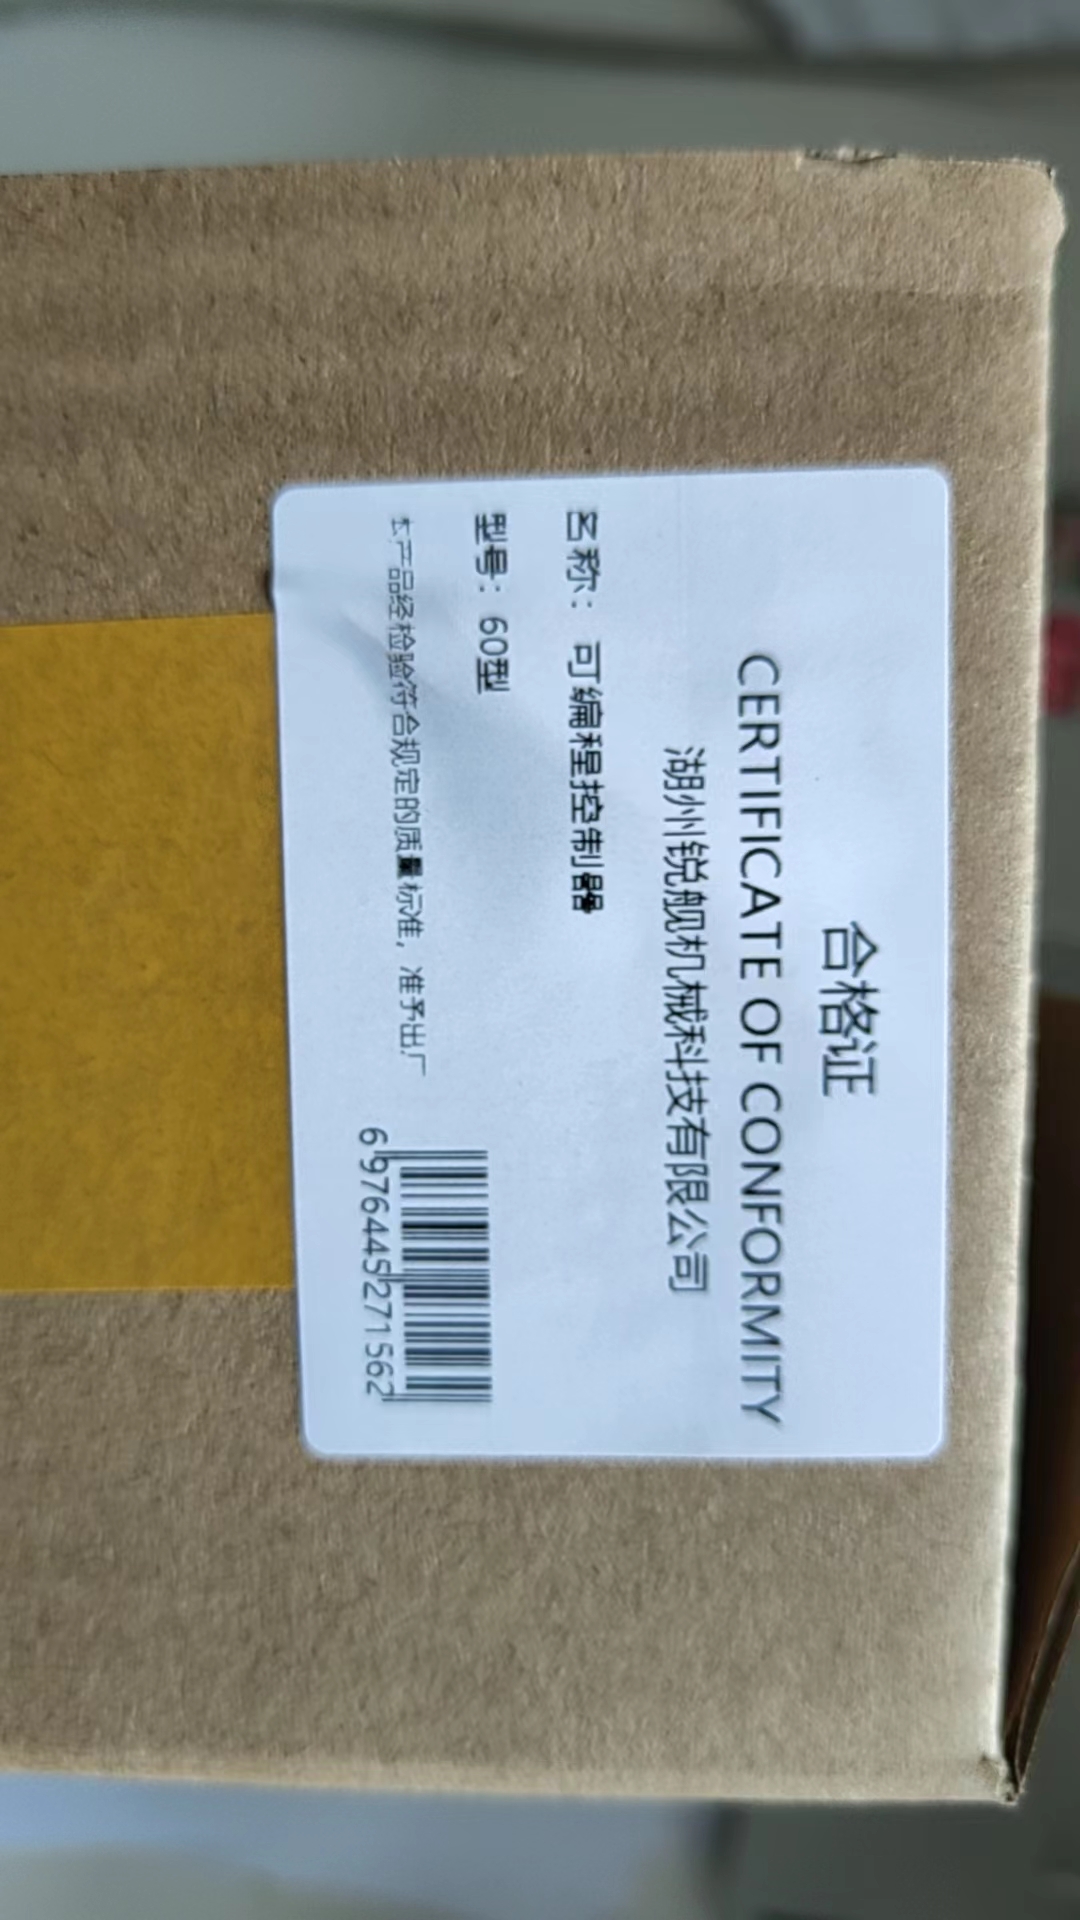 合格证
CERTIFICATE OF CONFORMITY
湖州锐舰机械科技有限公司
名称：可编程控制器
型号：60型
本产品经检验符合规定的质量标准，准予出厂
6976445271562